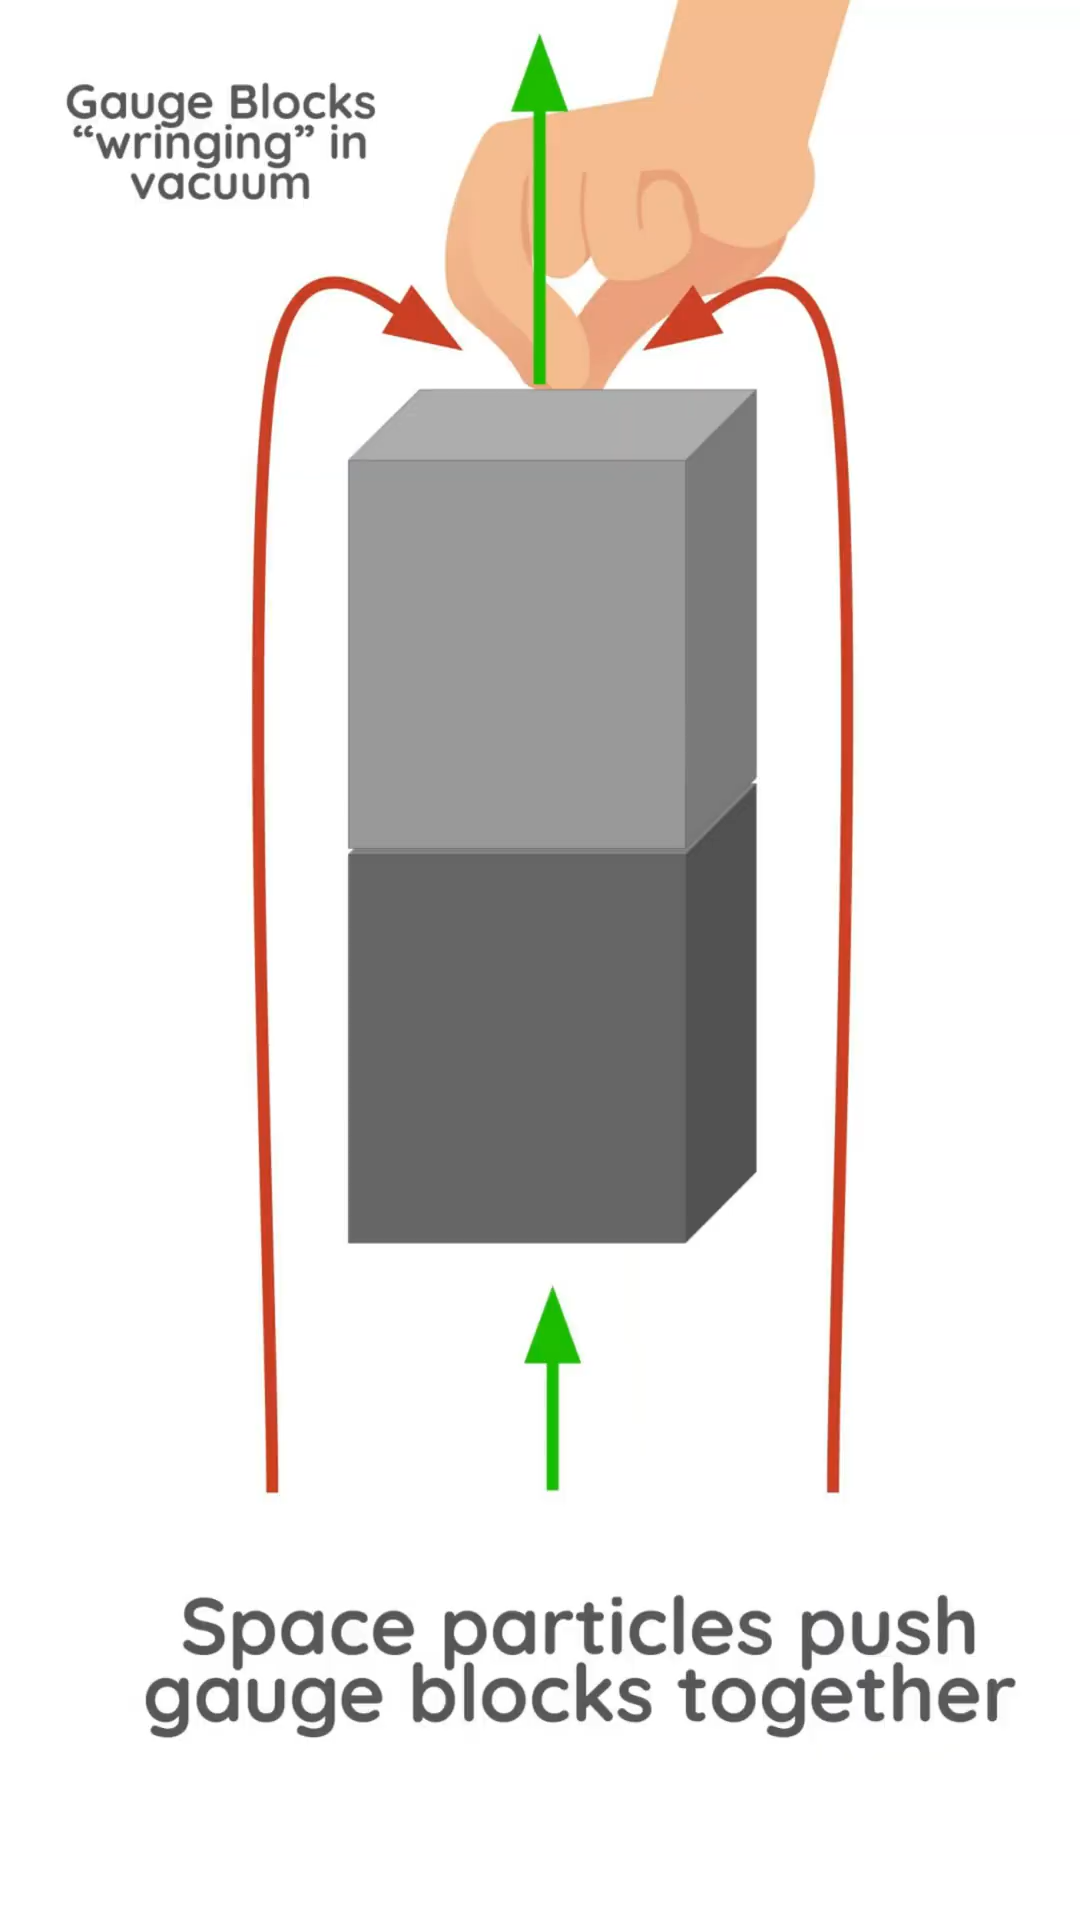 Gauge Blocks
“wringing” in
vacuum
Space particles push
gauge blocks together